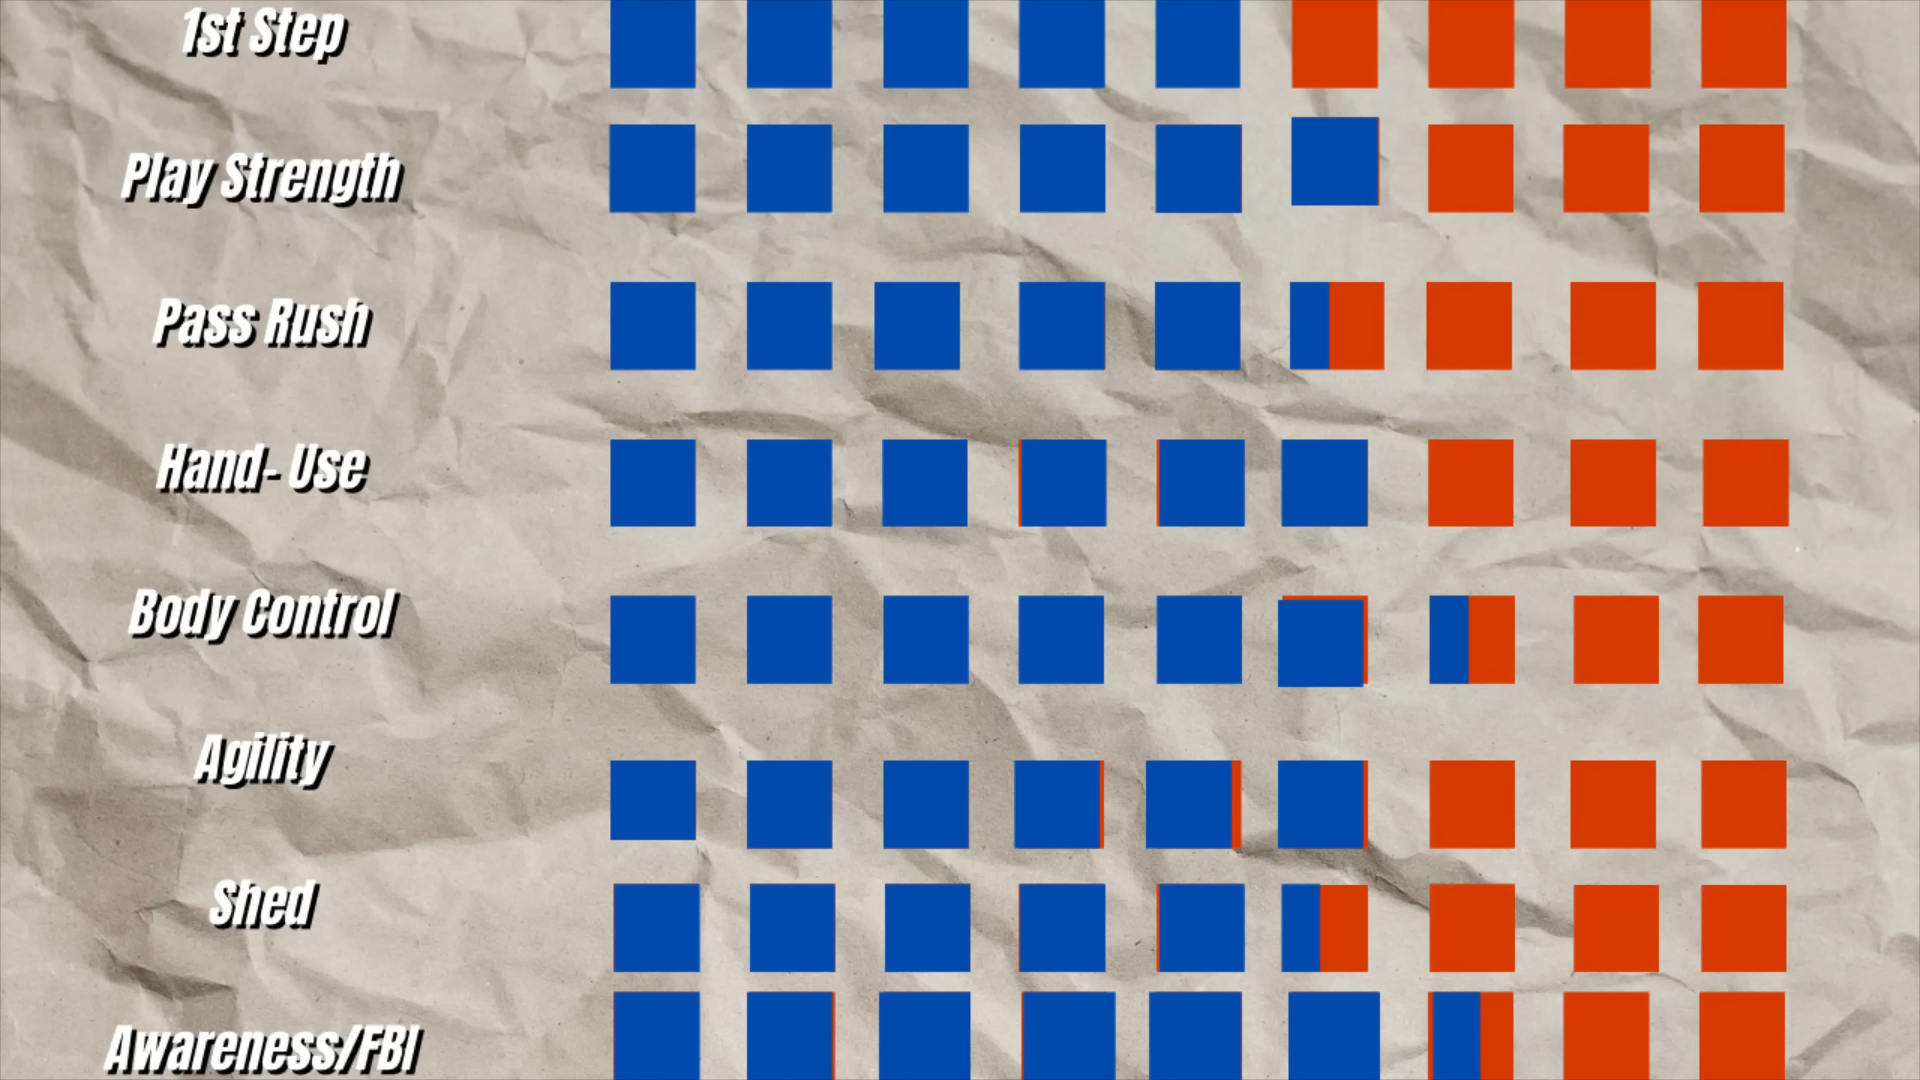 1st Step
Play Strength
Pass Rush
Hand- Use
Body Control
Agility
Shed
Awareness/FBI